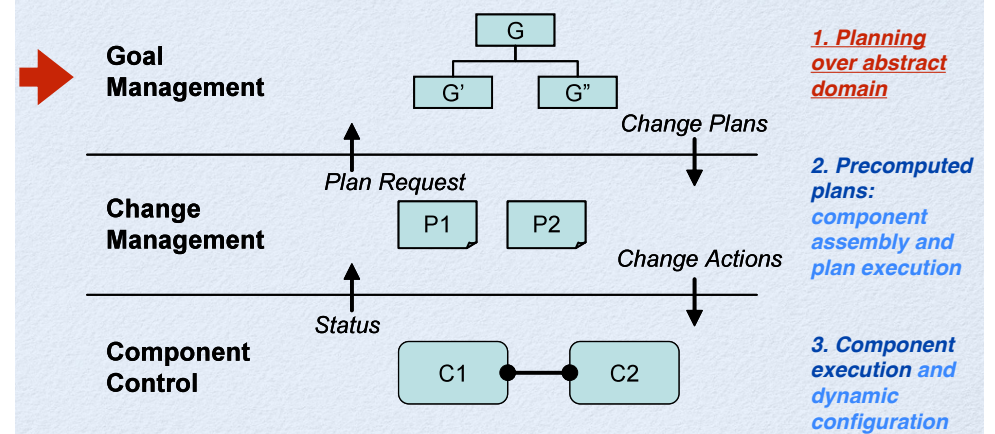 Goal
Management
G
G'
G”
1. Planning
over abstract
domain
Change Plans
Plan Request
Change
Management
P1
P2
2. Precomputed
plans:
component
assembly and
plan execution
Change Actions
Status
Component
Control
C1
C2
3. Component
execution and
dynamic
configuration